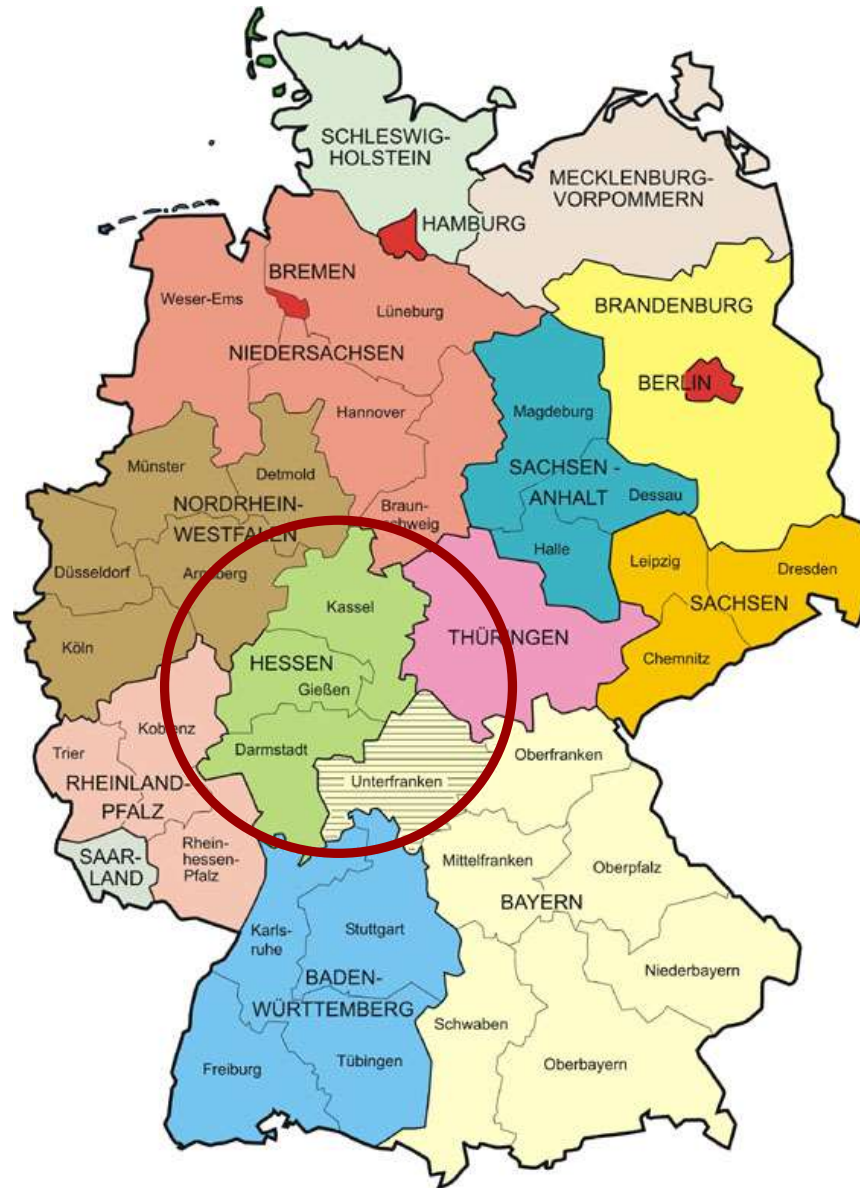 SCHLESWIG-
HOLSTEIN
MECKLENBURG-
VORPOMMERN
HAMBURG
BREMEN
Weser-Ems
Lüneburg
BRANDENBURG
NIEDERSACHSEN
BERLIN
Hannover
Magdeburg
Münster
Detmold
SACHSEN -
ANHALT
Dessau
NORDRHEIN-
WESTFALEN
Braun-
schweig
Halle
Leipzig
Dresden
Düsseldorf
Arnsberg
Kassel
SACHSEN
THÜRINGEN
Köln
HESSEN
Gießen
Chemnitz
Koblenz
Trier
Darmstadt
Oberfranken
RHEINLAND-
PFALZ
Unterfranken
SAAR-
LAND
Rhein-
hessen-
Pfalz
Mittelfranken
Oberpfalz
BAYERN
Karls-
ruhe
Stuttgart
Niederbayern
BADEN-
WÜRTTEMBERG
Schwaben
Freiburg
Tübingen
Oberbayern